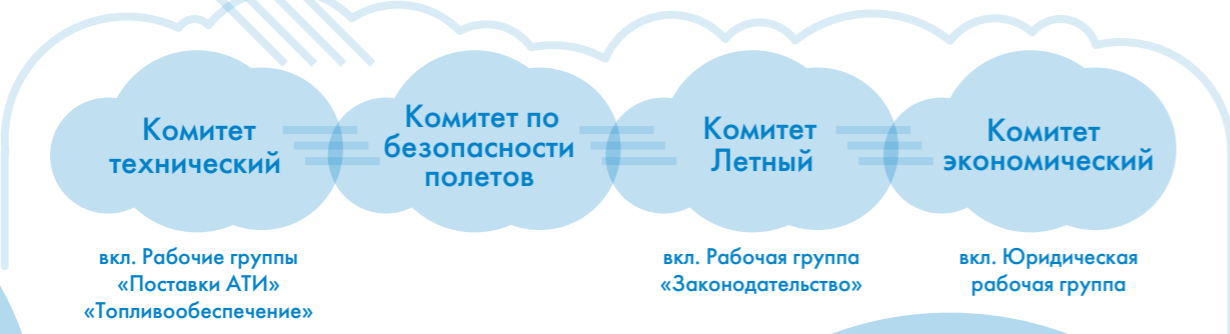 Комитет
технический
Комитет по
безопасности
полетов
Комитет
Летный
Комитет
экономический
вкл. Рабочие группы
«Поставки АТИ»
«Топливообеспечение»
вкл. Рабочая группа
«Законодательство»
вкл. Юридическая
рабочая группа